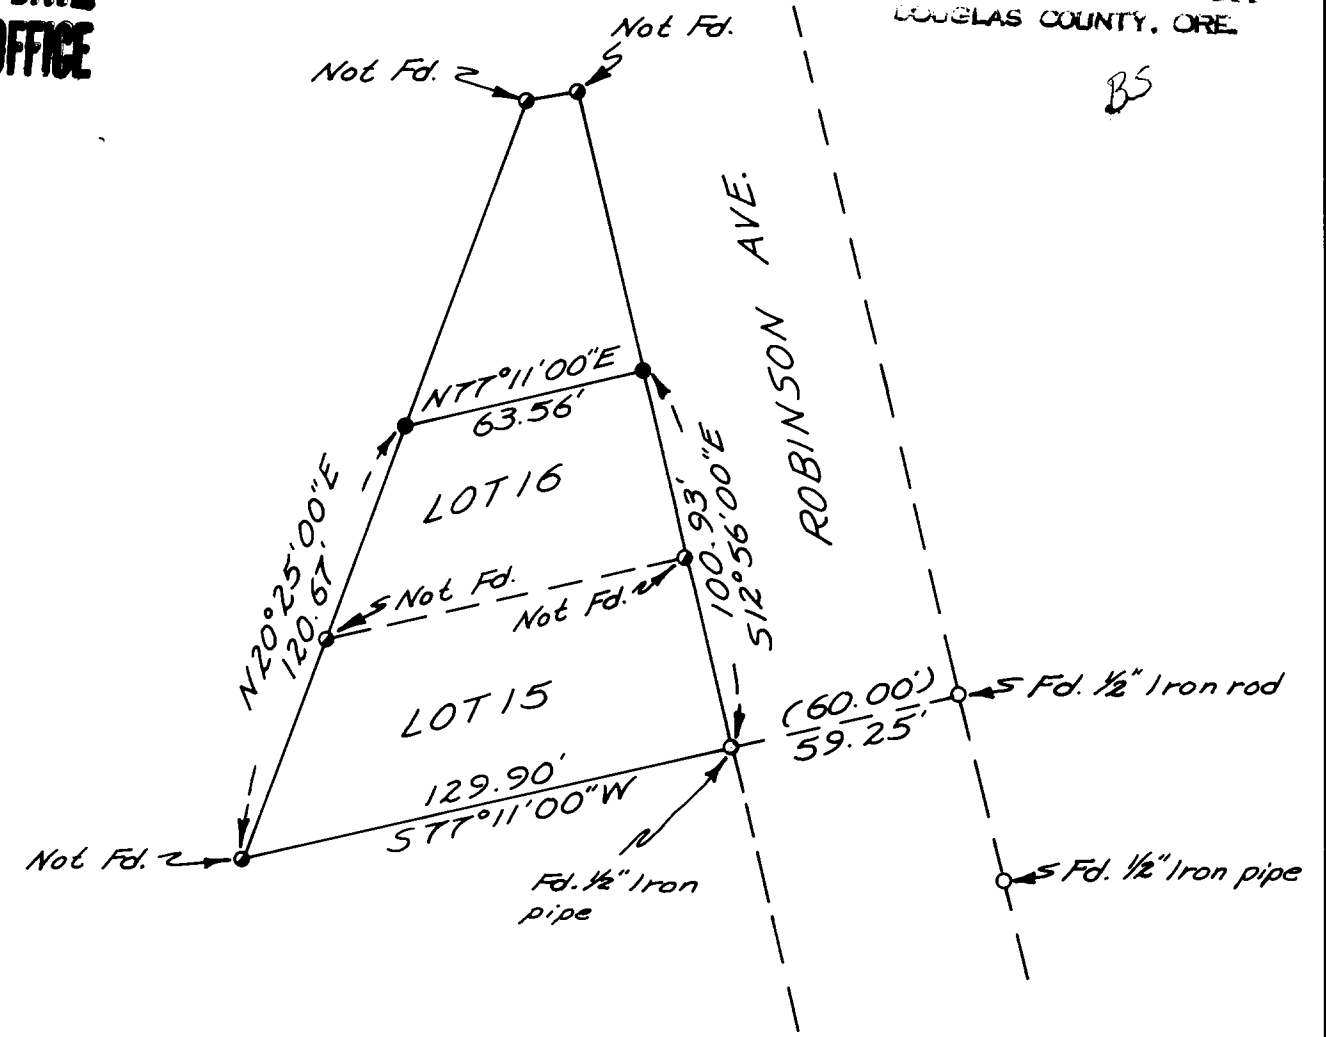 OFFICE
DOUGLAS COUNTY, ORE.
BS
Not Fd.
Not Fd.
ROBINSON AVE.
N77°11'00"E
63.56'
LOT 16
N20°25'00"E
120.67'
100.93'
S12°56'00"E
Not Fd.
Not Fd.
LOT 15
(60.00')
59.25'
Fd. 1/2" Iron rod
129.90'
S77°11'00"W
Not Fd.
Fd. 1/2" Iron
pipe
Fd. 1/2" Iron pipe